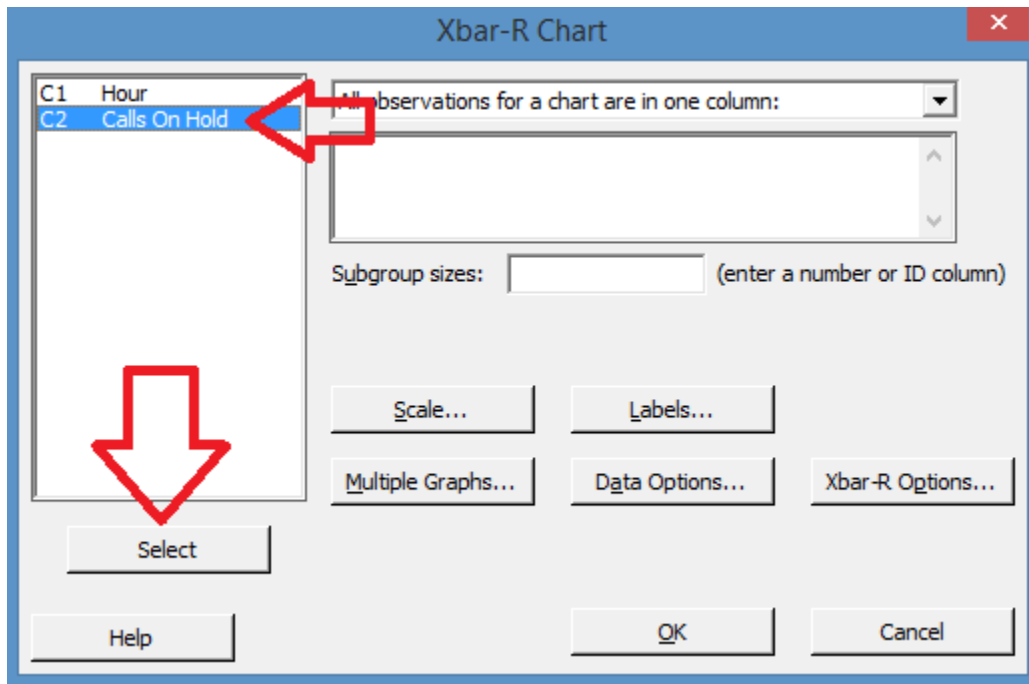 Xbar-R Chart
C1 Hour
C2 Calls On Hold
All observations for a chart are in one column:
Subgroup sizes:
(enter a number or ID column)
Scale...
Labels...
Multiple Graphs...
Data Options...
Xbar-R Options...
Select
Help
OK
Cancel